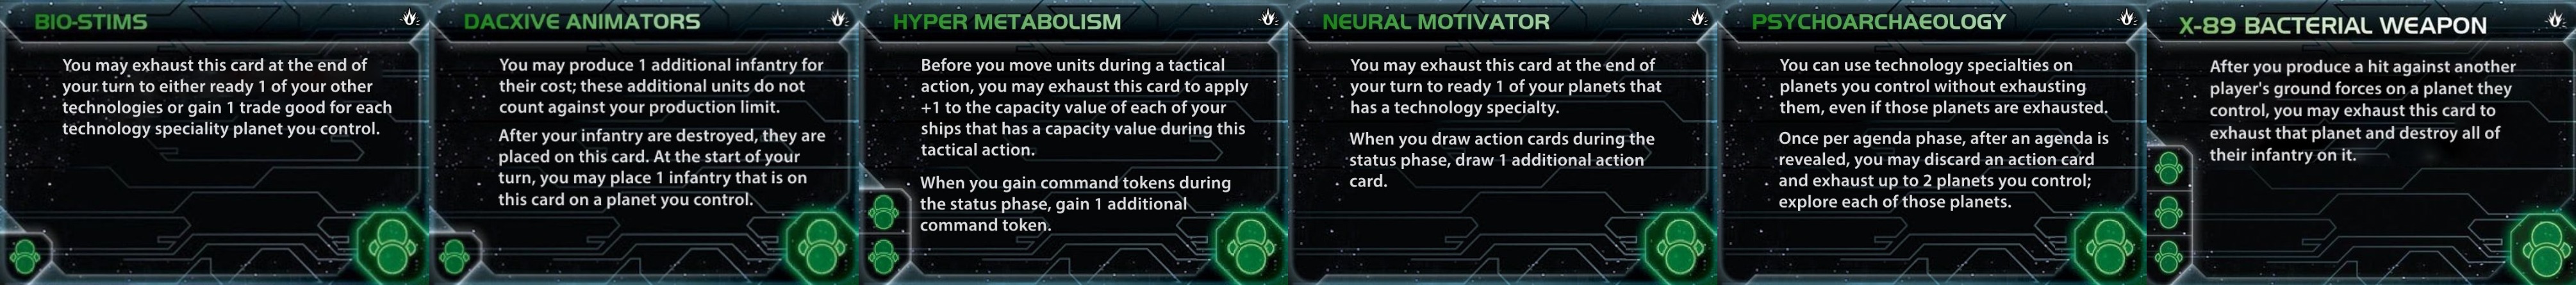 BIO-STIMS
You may exhaust this card at the end of
your turn to either ready 1 of your other
technologies or gain 1 trade good for each
technology speciality planet you control.
DACXIVE ANIMATORS
You may produce 1 additional infantry for
their cost; these additional units do not
count against your production limit.
After your infantry are destroyed, they are
placed on this card. At the start of your
turn, you may place 1 infantry that is on
this card on a planet you control.
HYPER METABOLISM
Before you move units during a tactical
action, you may exhaust this card to apply
+1 to the capacity value of each of your
ships that has a capacity value during this
tactical action.
When you gain command tokens during
the status phase, gain 1 additional
command token.
NEURAL MOTIVATOR
You may exhaust this card at the end of
your turn to ready 1 of your planets that
has a technology specialty.
When you draw action cards during the
status phase, draw 1 additional action
card.
PSYCHOARCHAEOLOGY
You can use technology specialties on
planets you control without exhausting
them, even if those planets are exhausted.
Once per agenda phase, after an agenda is
revealed, you may discard an action card
and exhaust up to 2 planets you control;
explore each of those planets.
X-89 BACTERIAL WEAPON
After you produce a hit against another
player's ground forces on a planet they
control, you may exhaust this card to
exhaust that planet and destroy all of
their infantry on it.